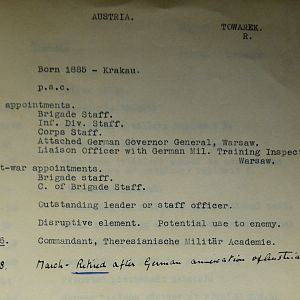 AUSTRIA.
TOWAREK.
R.
Born 1885 - Krakau.
p.s.c.
appointments.
Brigade Staff.
Inf. Div. Staff.
Corps Staff.
Attached German Governor General, Warsaw.
Liaison Officer with German Mil. Training Inspec
Warsaw.
t-war appointments.
Brigade staff.
C. of Brigade Staff.
Outstanding leader or staff officer.
Disruptive element. Potential use to enemy.
6. Commandant, Theresianische Militär Academie.
8. March - Retired after German annexation of Austria